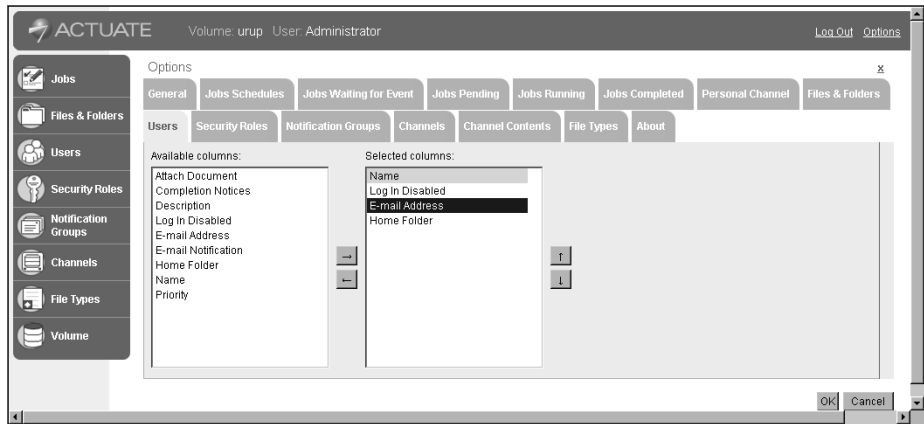 ACTUATE
Volume: urup User: Administrator
Log Out Options
Jobs
Files & Folders
Users
Security Roles
Notification
Groups
Channels
File Types
Volume
Options
x
General Jobs Schedules Jobs Waiting for Event Jobs Pending Jobs Running Jobs Completed Personal Channel Files & Folders
Users Security Roles Notification Groups Channels Channel Contents File Types About
Available columns:
Attach Document
Completion Notices
Description
Log In Disabled
E-mail Address
E-mail Notification
Home Folder
Name
Priority
→
←
Selected columns:
Name
Log In Disabled
E-mail Address
Home Folder
↑
↓
OK Cancel